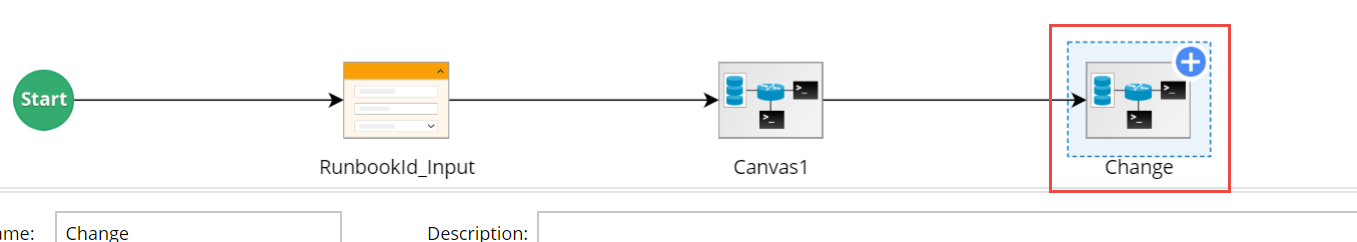 Start
RunbookId_Input
Canvas1
Change
ame:
Change
Description: